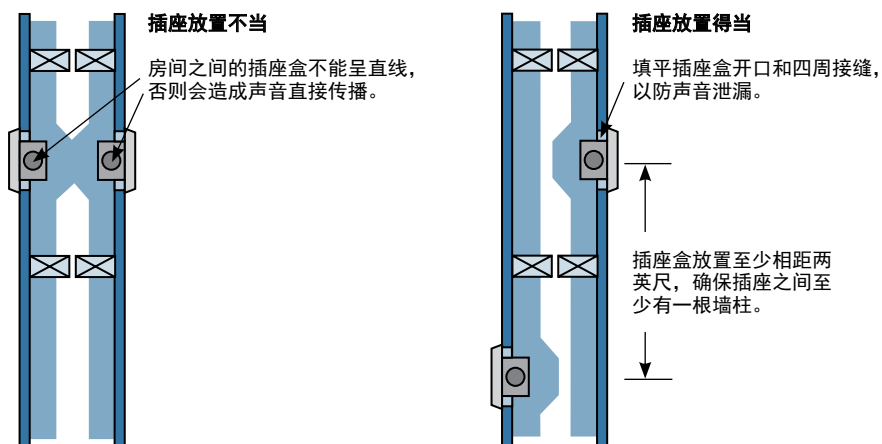 插座放置不当
房间之间的插座盒不能呈直线，
否则会造成声音直接传播。
插座放置得当
填平插座盒开口和四周接缝，
以防声音泄漏。
插座盒放置至少相距两
英尺，确保插座之间至
少有一根墙柱。